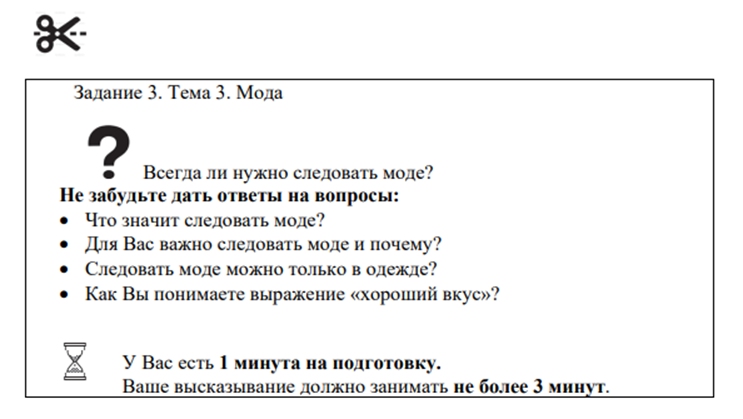 Задание 3. Тема 3. Мода
? Всегда ли нужно следовать моде?
Не забудьте дать ответы на вопросы:
• Что значит следовать моде?
• Для Вас важно следовать моде и почему?
• Следовать моде можно только в одежде?
• Как Вы понимаете выражение «хороший вкус»?
У Вас есть 1 минута на подготовку.
Ваше высказывание должно занимать не более 3 минут.